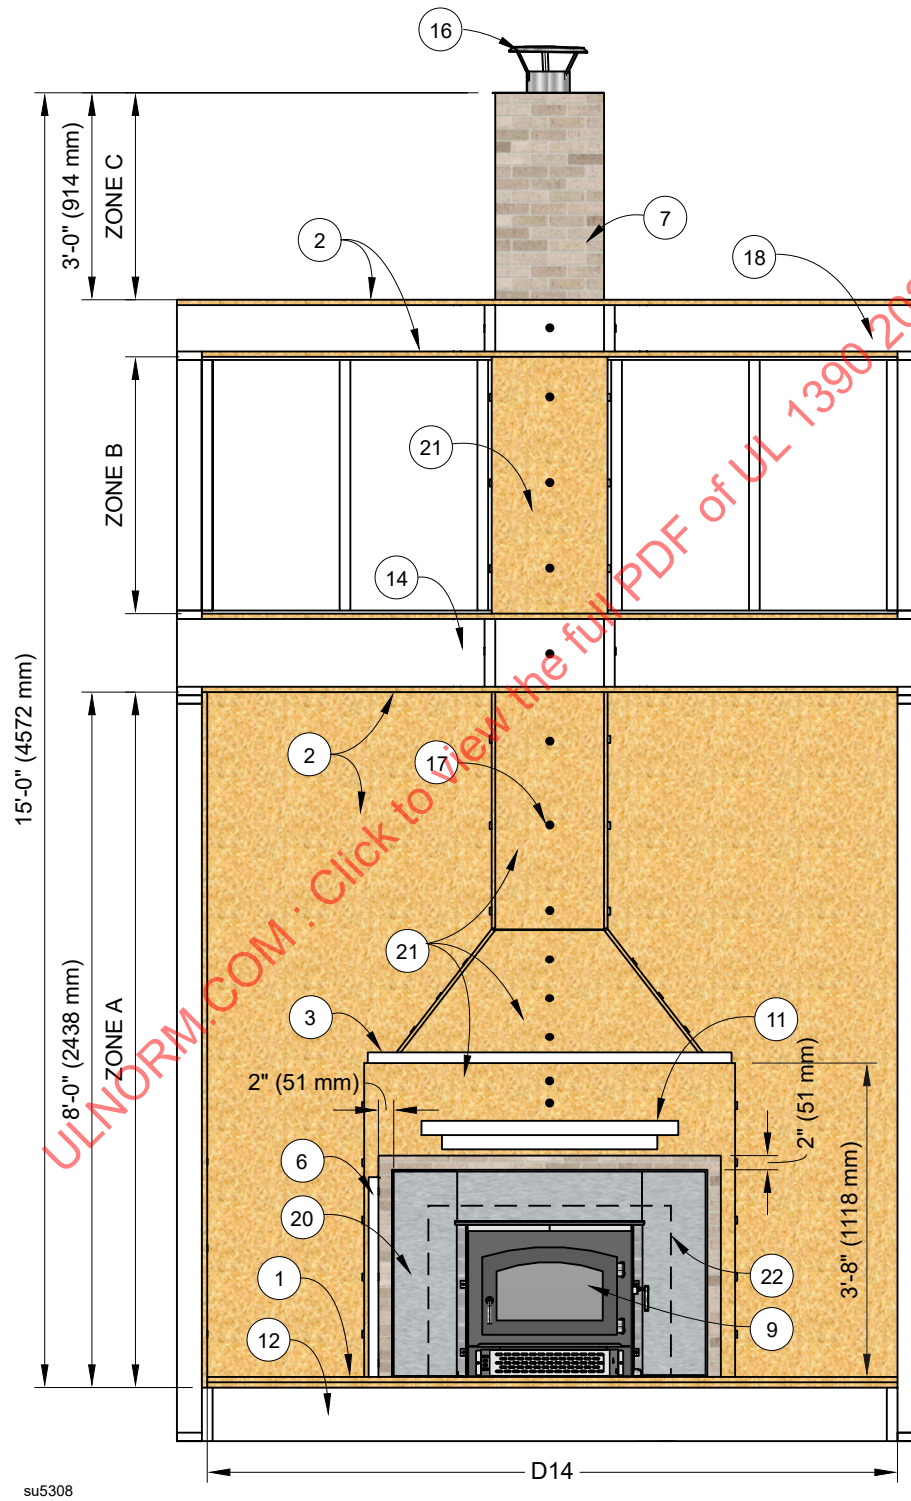 16
3'-0" (914 mm)
ZONE C
7
2
18
ZONE B
21
14
15'-0" (4572 mm)
2
17
8'-0" (2438 mm)
ZONE A
21
3
11
2" (51 mm)
2" (51 mm)
6
3'-8" (1118 mm)
20
22
1
9
12
D14
su5308
ULNORM.COM : Click to view the full PDF of UL 1390